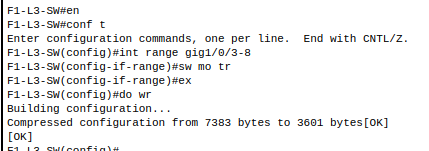 F1-L3-SW#en
F1-L3-SW#conf t
Enter configuration commands, one per line.  End with CNTL/Z.
F1-L3-SW(config)#int range gig1/0/3-8
F1-L3-SW(config-if-range)#sw mo tr
F1-L3-SW(config-if-range)#ex
F1-L3-SW(config)#do wr
Building configuration...
Compressed configuration from 7383 bytes to 3601 bytes[OK]
[OK]
F1-L3-SW(config)#